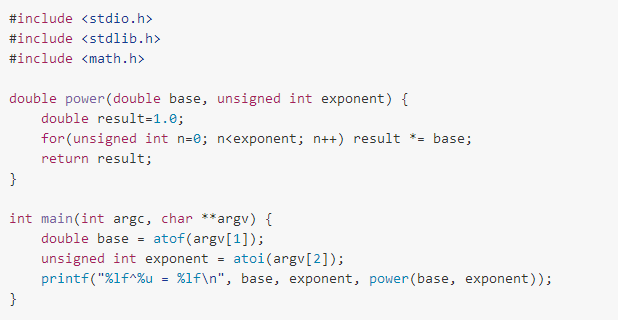 #include <stdio.h>
#include <stdlib.h>
#include <math.h>

double power(double base, unsigned int exponent) {
    double result=1.0;
    for(unsigned int n=0; n<exponent; n++) result *= base;
    return result;
}

int main(int argc, char **argv) {
    double base = atof(argv[1]);
    unsigned int exponent = atoi(argv[2]);
    printf("%lf^%u = %lf\n", base, exponent, power(base, exponent));
}